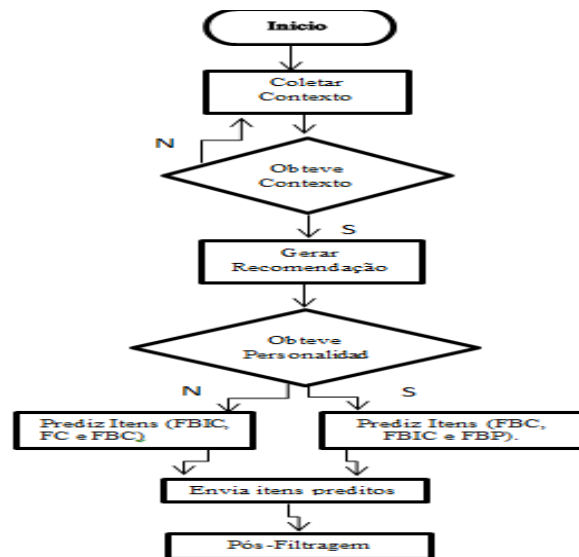 Inicio
Coletar
Contexto
N
Obteve
Contexto
S
Gerar
Recomendação
Obteve
Personalidad
N
S
Prediz Itens (FBIC,
FC e FBC)
Prediz Itens (FBC,
FBIC e FBP).
Envia itens preditos
Pós-Filtragem